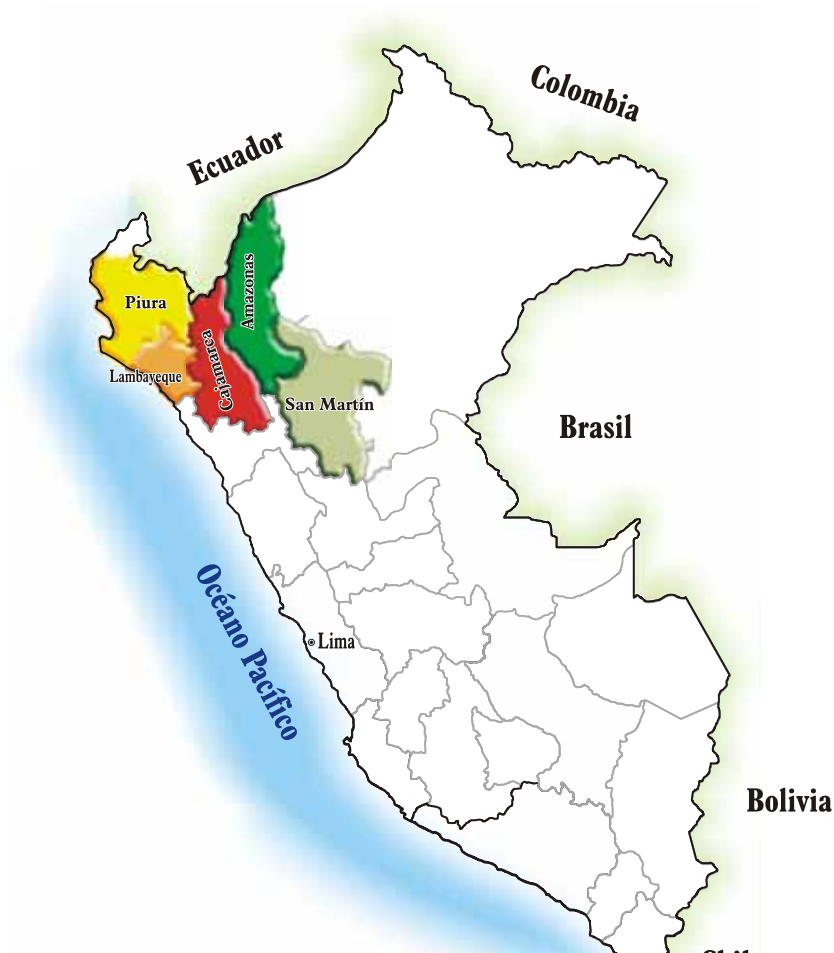 Colombia
Ecuador
Amazonas
Piura
Cajamarca
Lambayeque
San Martín
Brasil
Océano Pacífico
Lima
Bolivia